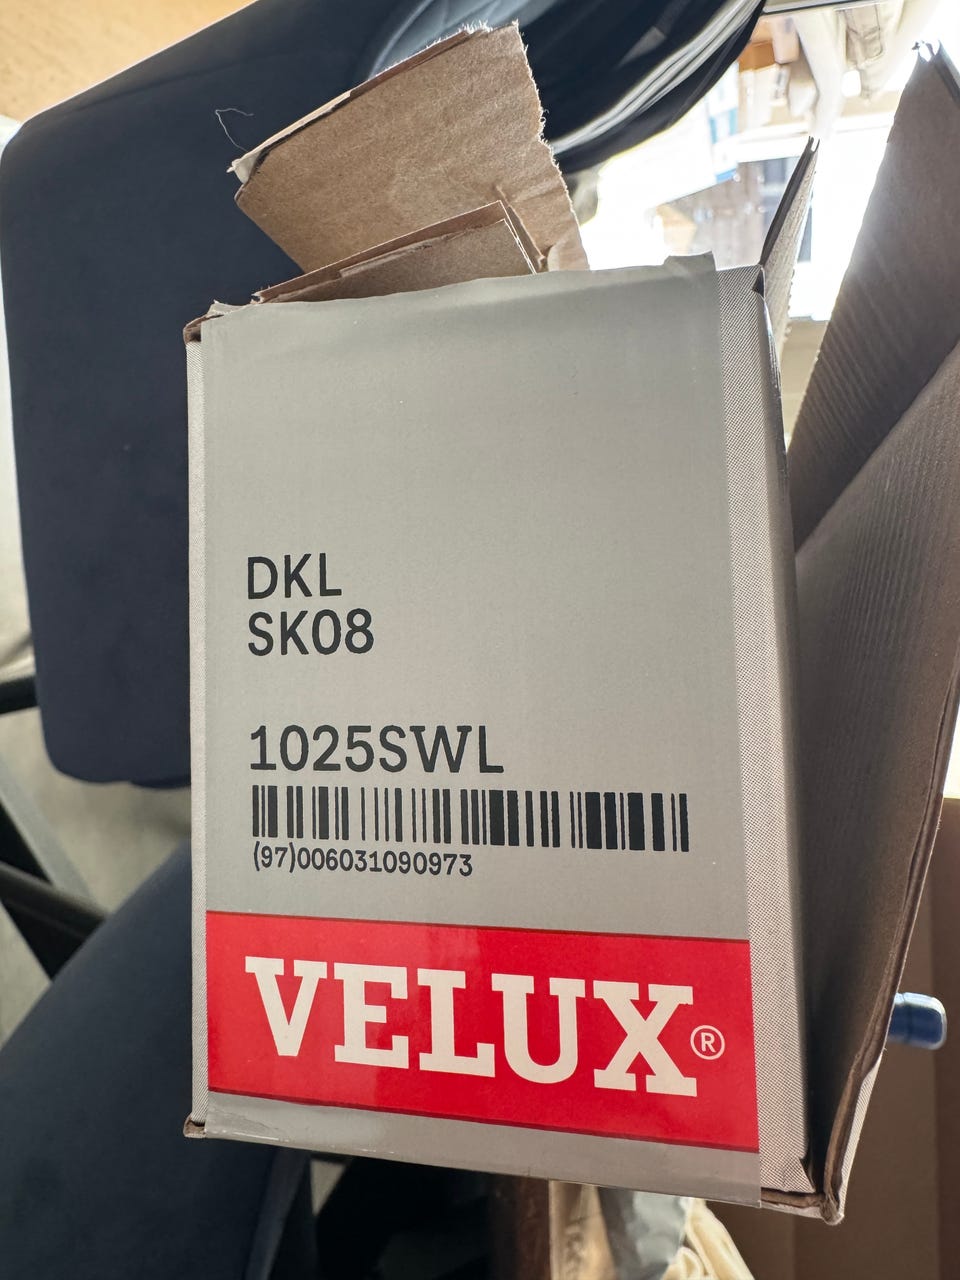 DKL
SK08
1025SWL
(97)006031090973
VELUX®